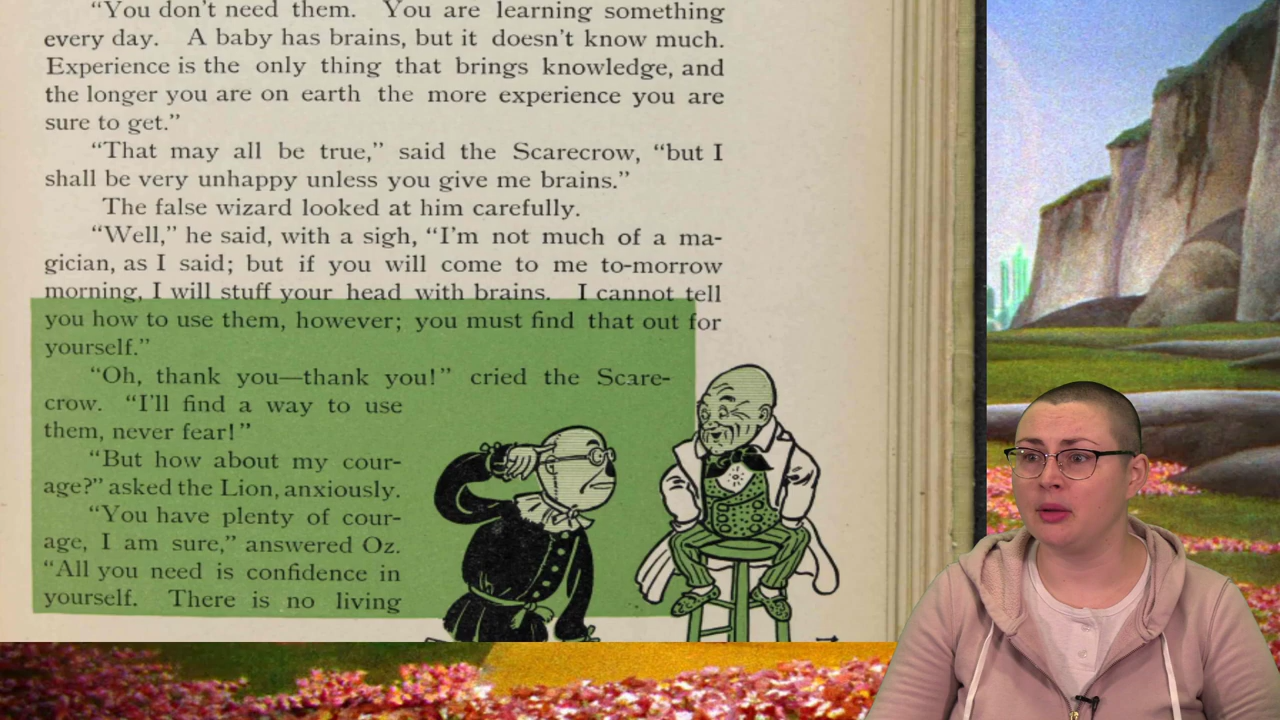 “You don’t need them. You are learning something
every day. A baby has brains, but it doesn’t know much.
Experience is the only thing that brings knowledge, and
the longer you are on earth the more experience you are
sure to get.”
“That may all be true,” said the Scarecrow, “but I
shall be very unhappy unless you give me brains.”
The false wizard looked at him carefully.
“Well,” he said, with a sigh, “I’m not much of a ma-
gician, as I said; but if you will come to me to-morrow
morning, I will stuff your head with brains. I cannot tell
you how to use them, however; you must find that out for
yourself.”
“Oh, thank you—thank you!” cried the Scare-
crow. “I’ll find a way to use
them, never fear!”
“But how about my cour-
age?” asked the Lion, anxiously.
“You have plenty of cour-
age, I am sure,” answered Oz.
“All you need is confidence in
yourself. There is no living